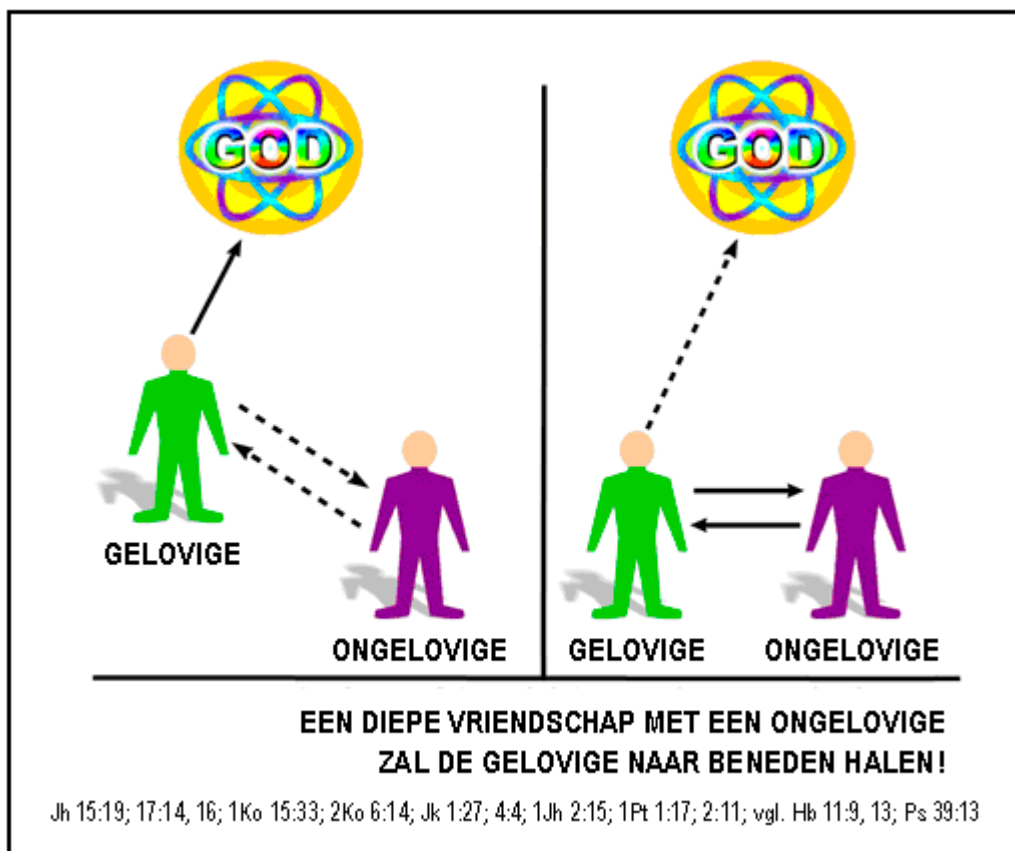 GOD
GOD
GELOVIGE
ONGELOVIGE
GELOVIGE
ONGELOVIGE
EEN DIEPE VRIENDSCHAP MET EEN ONGELOVIGE
ZAL DE GELOVIGE NAAR BENEDEN HALEN!
Jh 15:19; 17:14, 16; 1Ko 15:33; 2Ko 6:14; Jk 1:27; 4:4; 1Jh 2:15; 1Pt 1:17; 2:11; vgl. Hb 11:9, 13; Ps 39:13